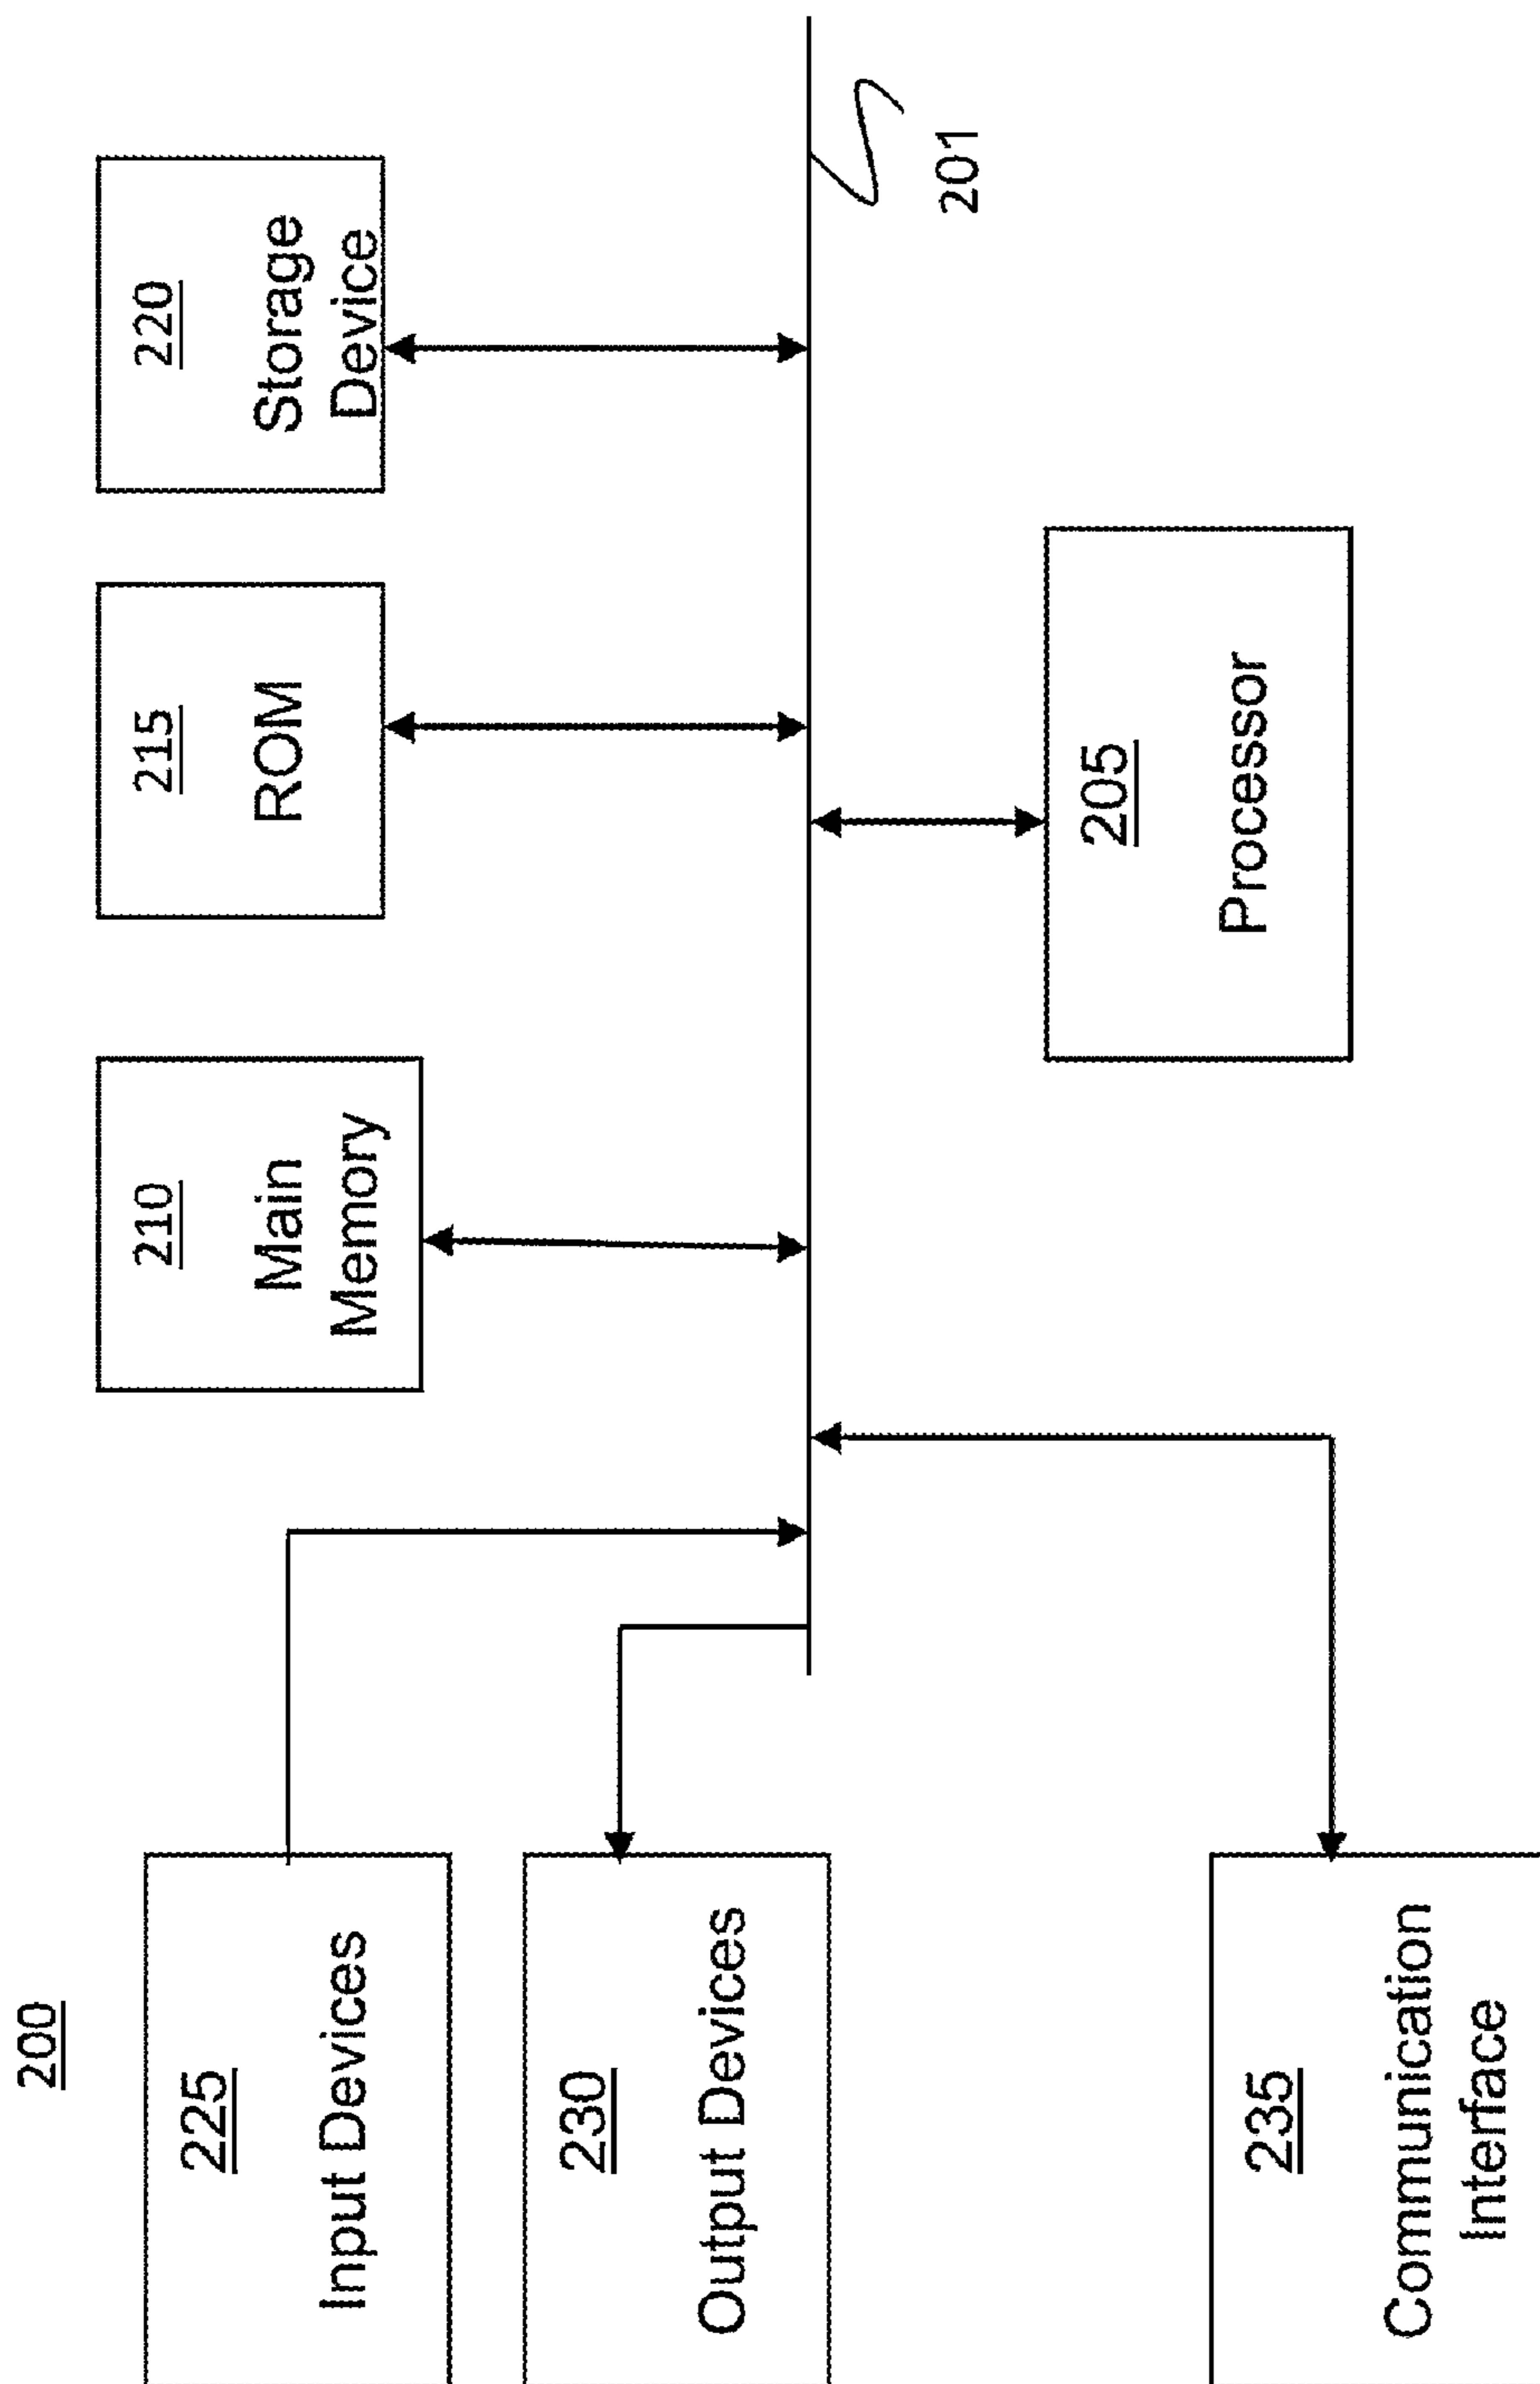 200
225
Input Devices
230
Output Devices
235
Communication
Interface
210
Main
Memory
215
ROM
220
Storage
Device
205
Processor
201